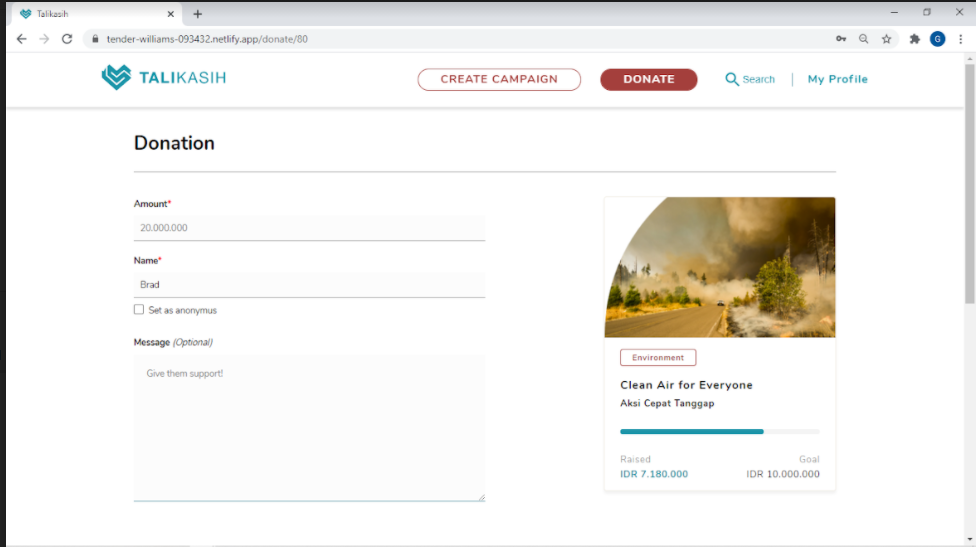 Talikasih
tender-williams-093432.netlify.app/donate/80
G
TALIKASIH
CREATE CAMPAIGN
DONATE
Search
My Profile
Donation
Amount*
20.000.000
Name*
Brad
Set as anonymus
Message (Optional)
Give them support!
Environment
Clean Air for Everyone
Aksi Cepat Tanggap
Raised Goal
IDR 7.180.000 IDR 10.000.000